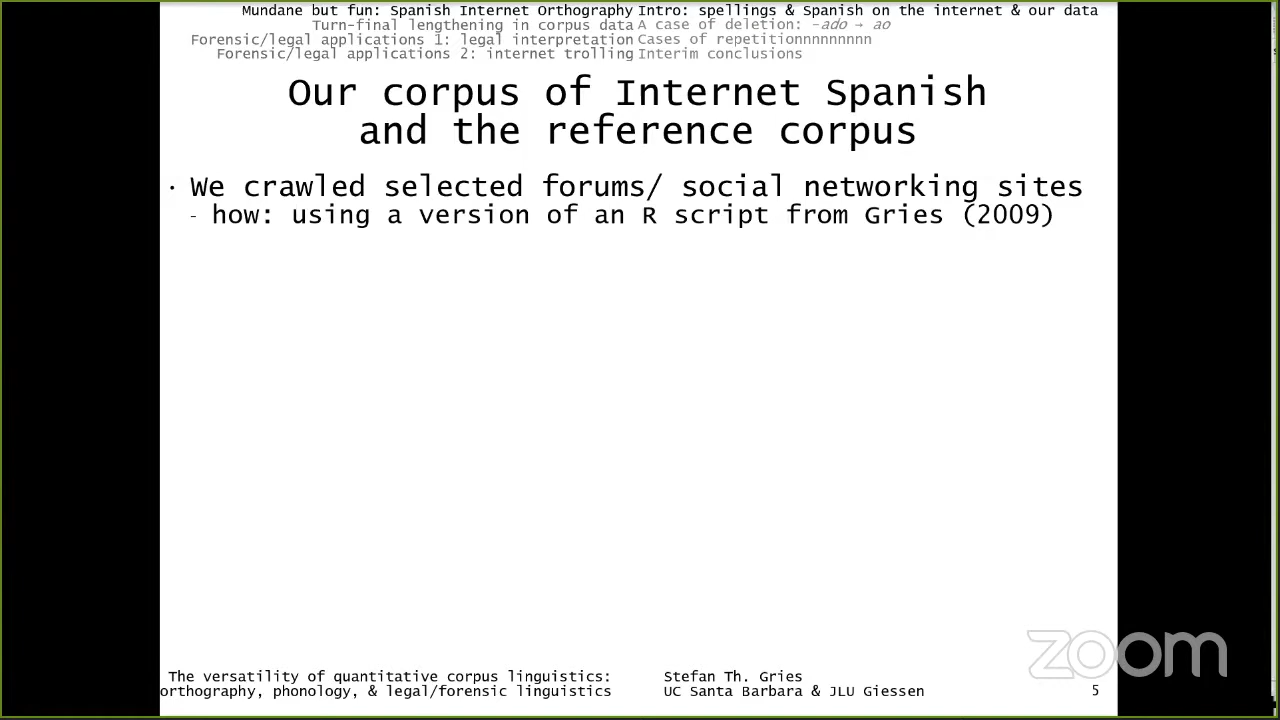 Mundane but fun: Spanish Internet Orthography Intro: spellings & Spanish on the internet & our data
Turn-final lengthening in corpus data A case of deletion: -ado → ao
Forensic/legal applications 1: legal interpretation Cases of repetitionnnnnnnnn
Forensic/legal applications 2: internet trolling Interim conclusions
Our corpus of Internet Spanish
and the reference corpus
· We crawled selected forums/ social networking sites
- how: using a version of an R script from Gries (2009)
zoom
The versatility of quantitative corpus linguistics: Stefan Th. Gries
orthography, phonology, & legal/forensic linguistics UC Santa Barbara & JLU Giessen 5